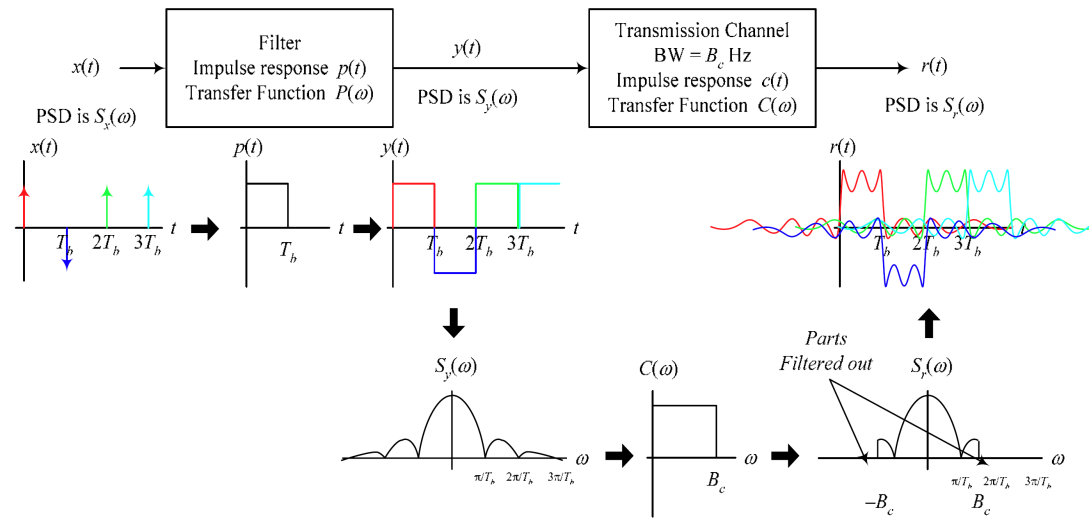 Filter
Impulse response p(t)
Transfer Function P(ω)
Transmission Channel
BW = B_c Hz
Impulse response c(t)
Transfer Function C(ω)
x(t)
y(t)
r(t)
PSD is S_x(ω)
PSD is S_y(ω)
PSD is S_r(ω)
x(t)
T_b 2T_b 3T_b t
p(t)
T_b t
y(t)
T_b 2T_b 3T_b t
r(t)
T_b 2T_b 3T_b
S_y(ω)
π/T_b 2π/T_b 3π/T_b ω
C(ω)
B_c ω
Parts
Filtered out
S_r(ω)
π/T_b 2π/T_b 3π/T_b ω
−B_c B_c